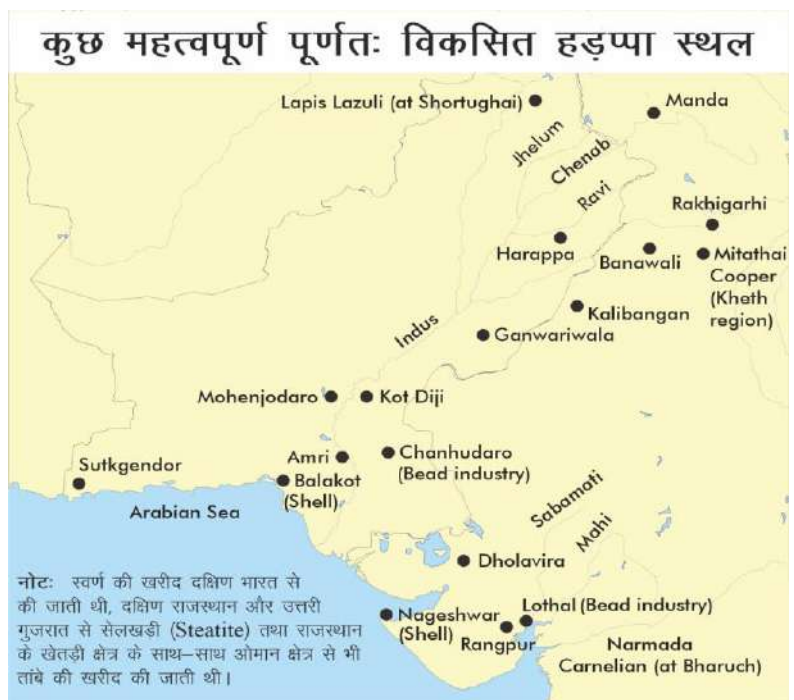 कुछ महत्वपूर्ण पूर्णतः विकसित हड़प्पा स्थल
Lapis Lazuli (at Shortughai)
Manda
Jhelum
Chenab
Ravi
Rakhigarhi
Harappa
Banawali
Mitathai
Cooper
(Kheth
region)
Kalibangan
Indus
Ganwariwala
Mohenjodaro
Kot Diji
Amri
Chanhudaro
(Bead industry)
Sutkgendor
Balakot
(Shell)
Arabian Sea
Sabamati
Mahi
Dholavira
नोटः स्वर्ण की खरीद दक्षिण भारत से
की जाती थी, दक्षिण राजस्थान और उत्तरी
गुजरात से सेलखड़ी (Steatite) तथा राजस्थान
के खेतड़ी क्षेत्र के साथ-साथ ओमान क्षेत्र से भी
तांबे की खरीद की जाती थी।
Nageshwar
(Shell)
Lothal (Bead industry)
Rangpur
Narmada
Carnelian (at Bharuch)